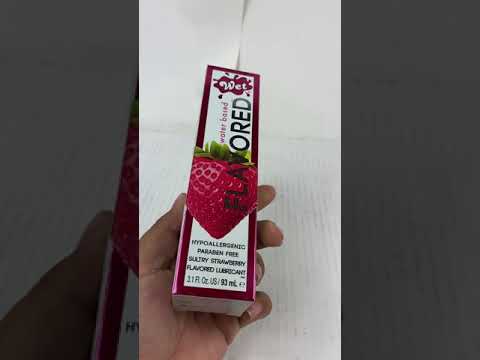 Wet
water based
FLAVORED
HYPOALLERGENIC
PARABEN FREE
SULTRY STRAWBERRY
FLAVORED LUBRICANT
3.1 Fl. Oz. US / 93 mL e